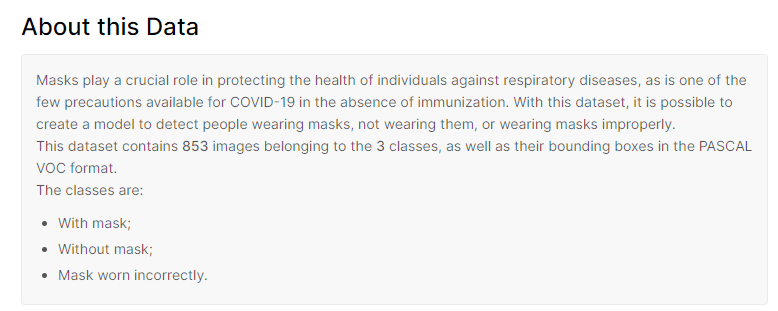 About this Data
Masks play a crucial role in protecting the health of individuals against respiratory diseases, as is one of the
few precautions available for COVID-19 in the absence of immunization. With this dataset, it is possible to
create a model to detect people wearing masks, not wearing them, or wearing masks improperly.
This dataset contains 853 images belonging to the 3 classes, as well as their bounding boxes in the PASCAL
VOC format.
The classes are:
• With mask;
• Without mask;
• Mask worn incorrectly.